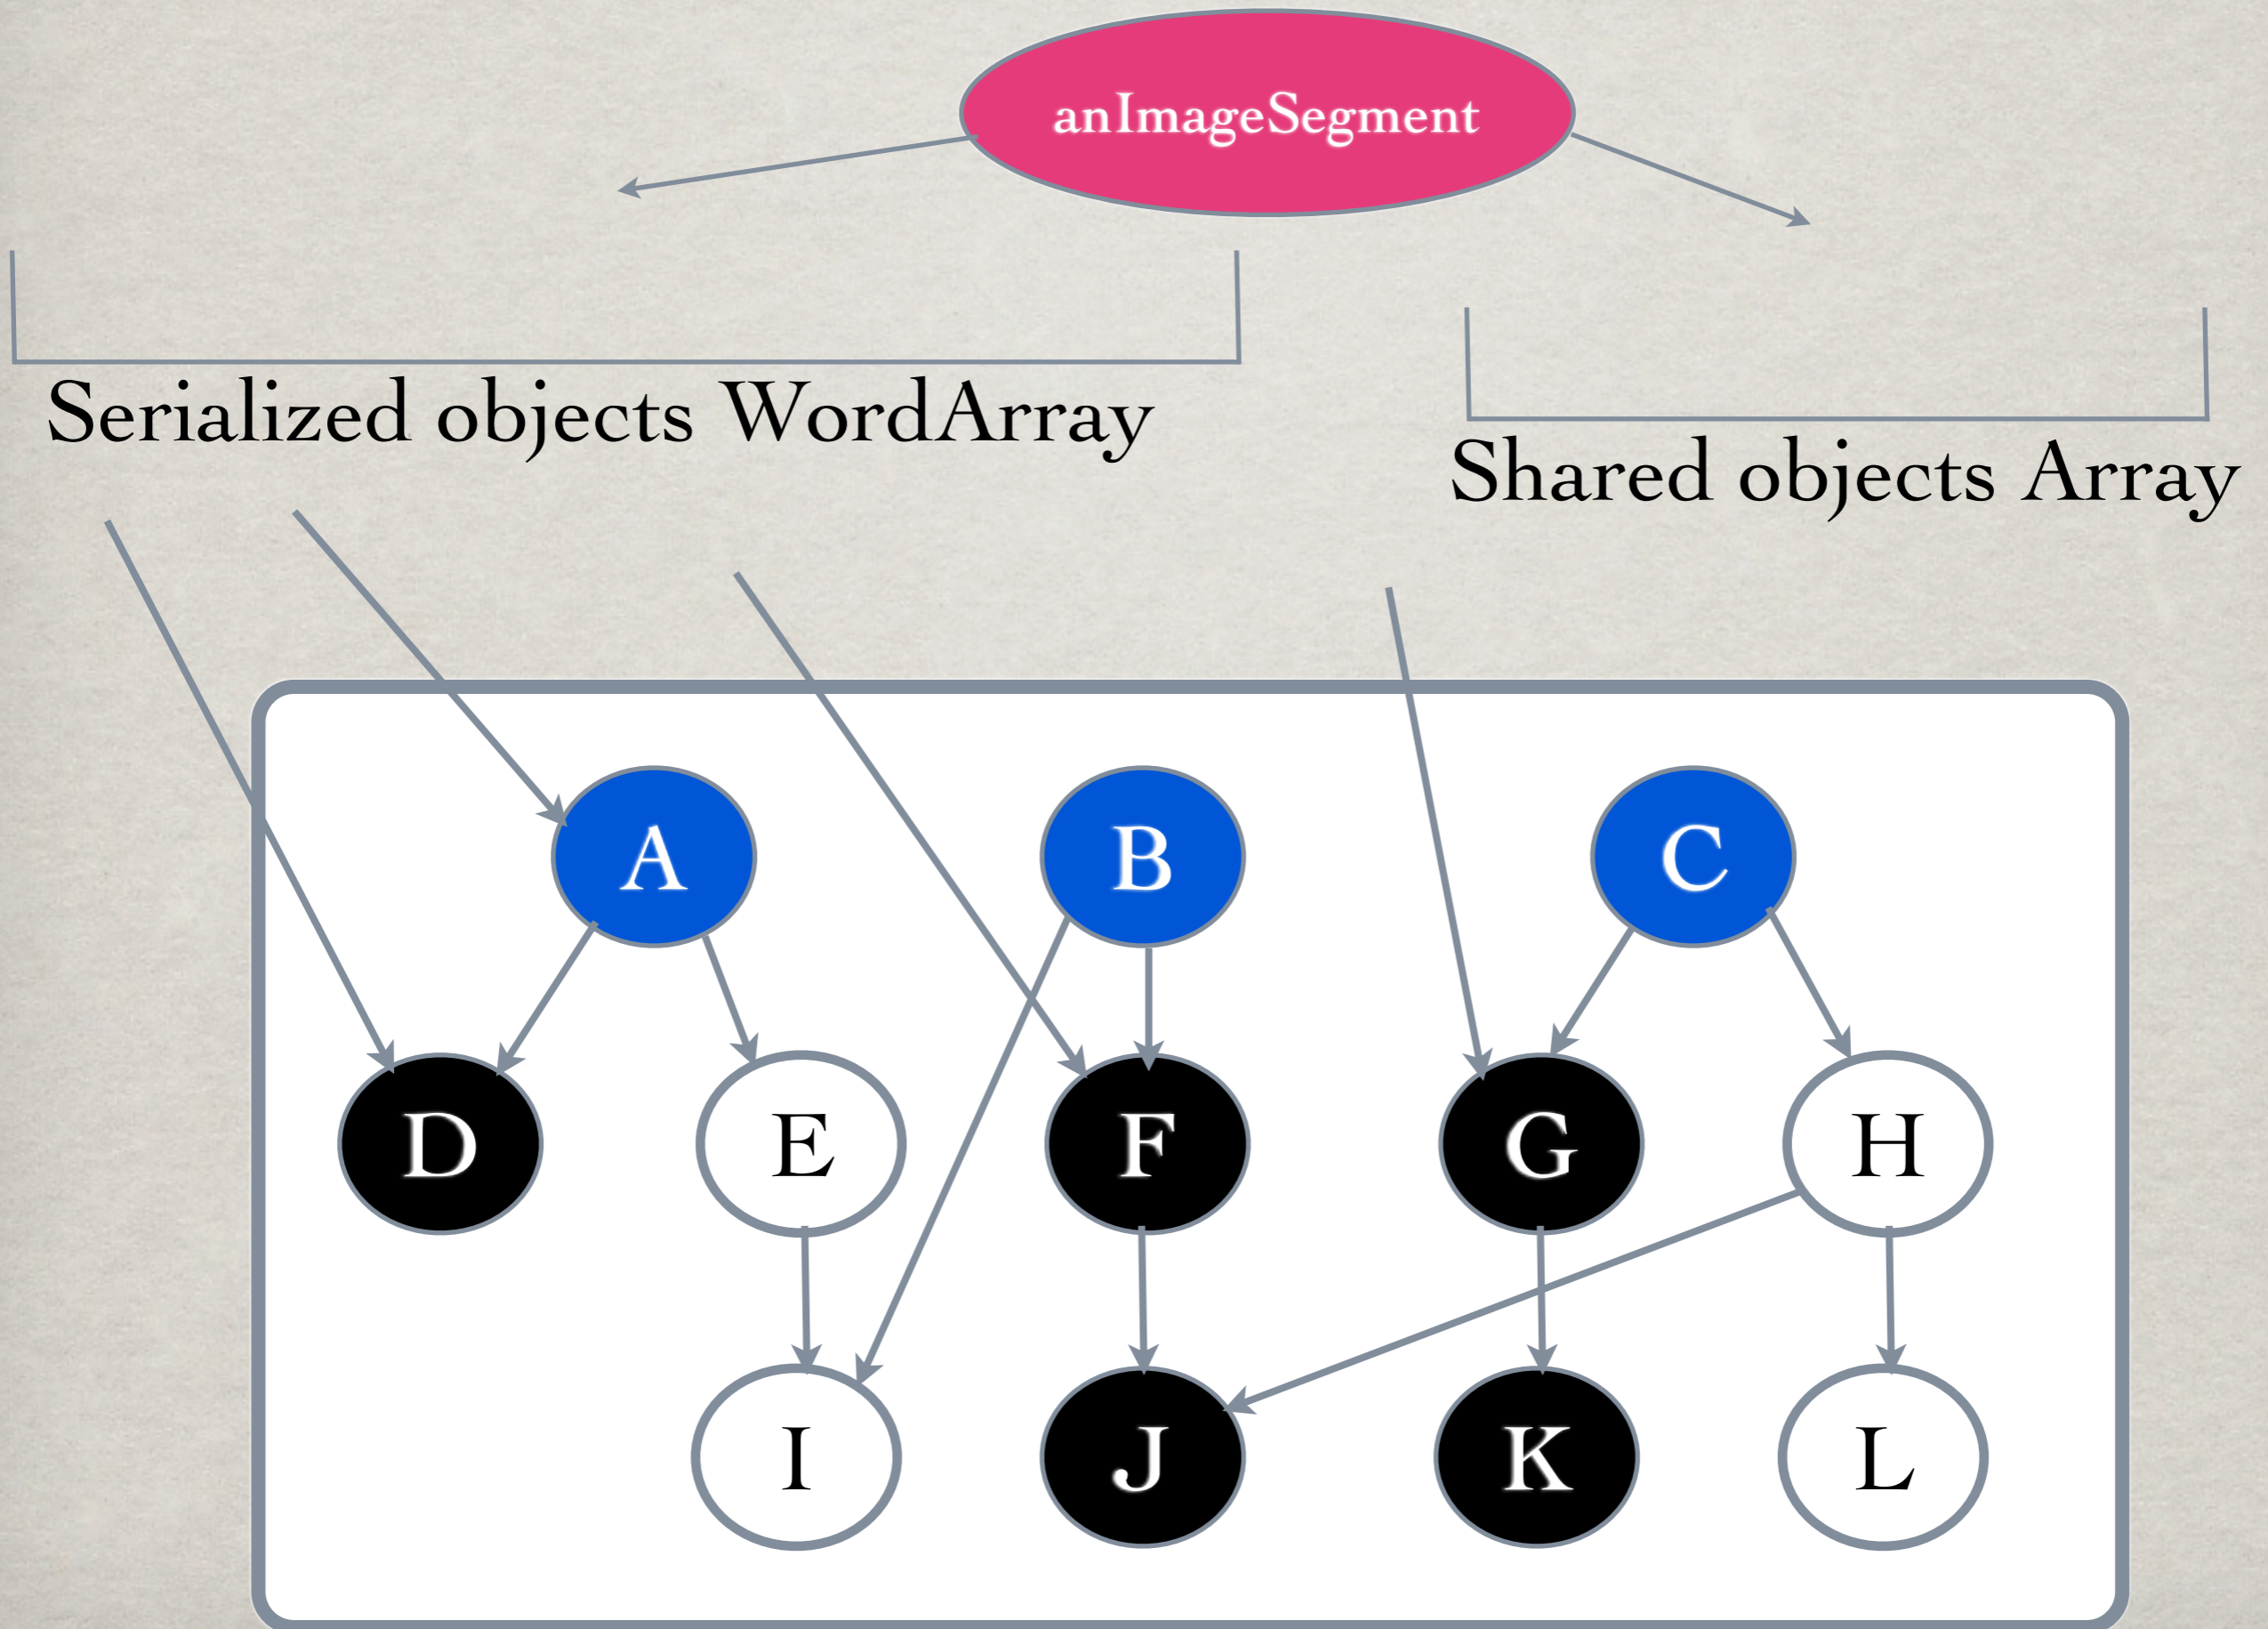 anImageSegment
Serialized objects WordArray
Shared objects Array
A
B
C
D
E
F
G
H
I
J
K
L